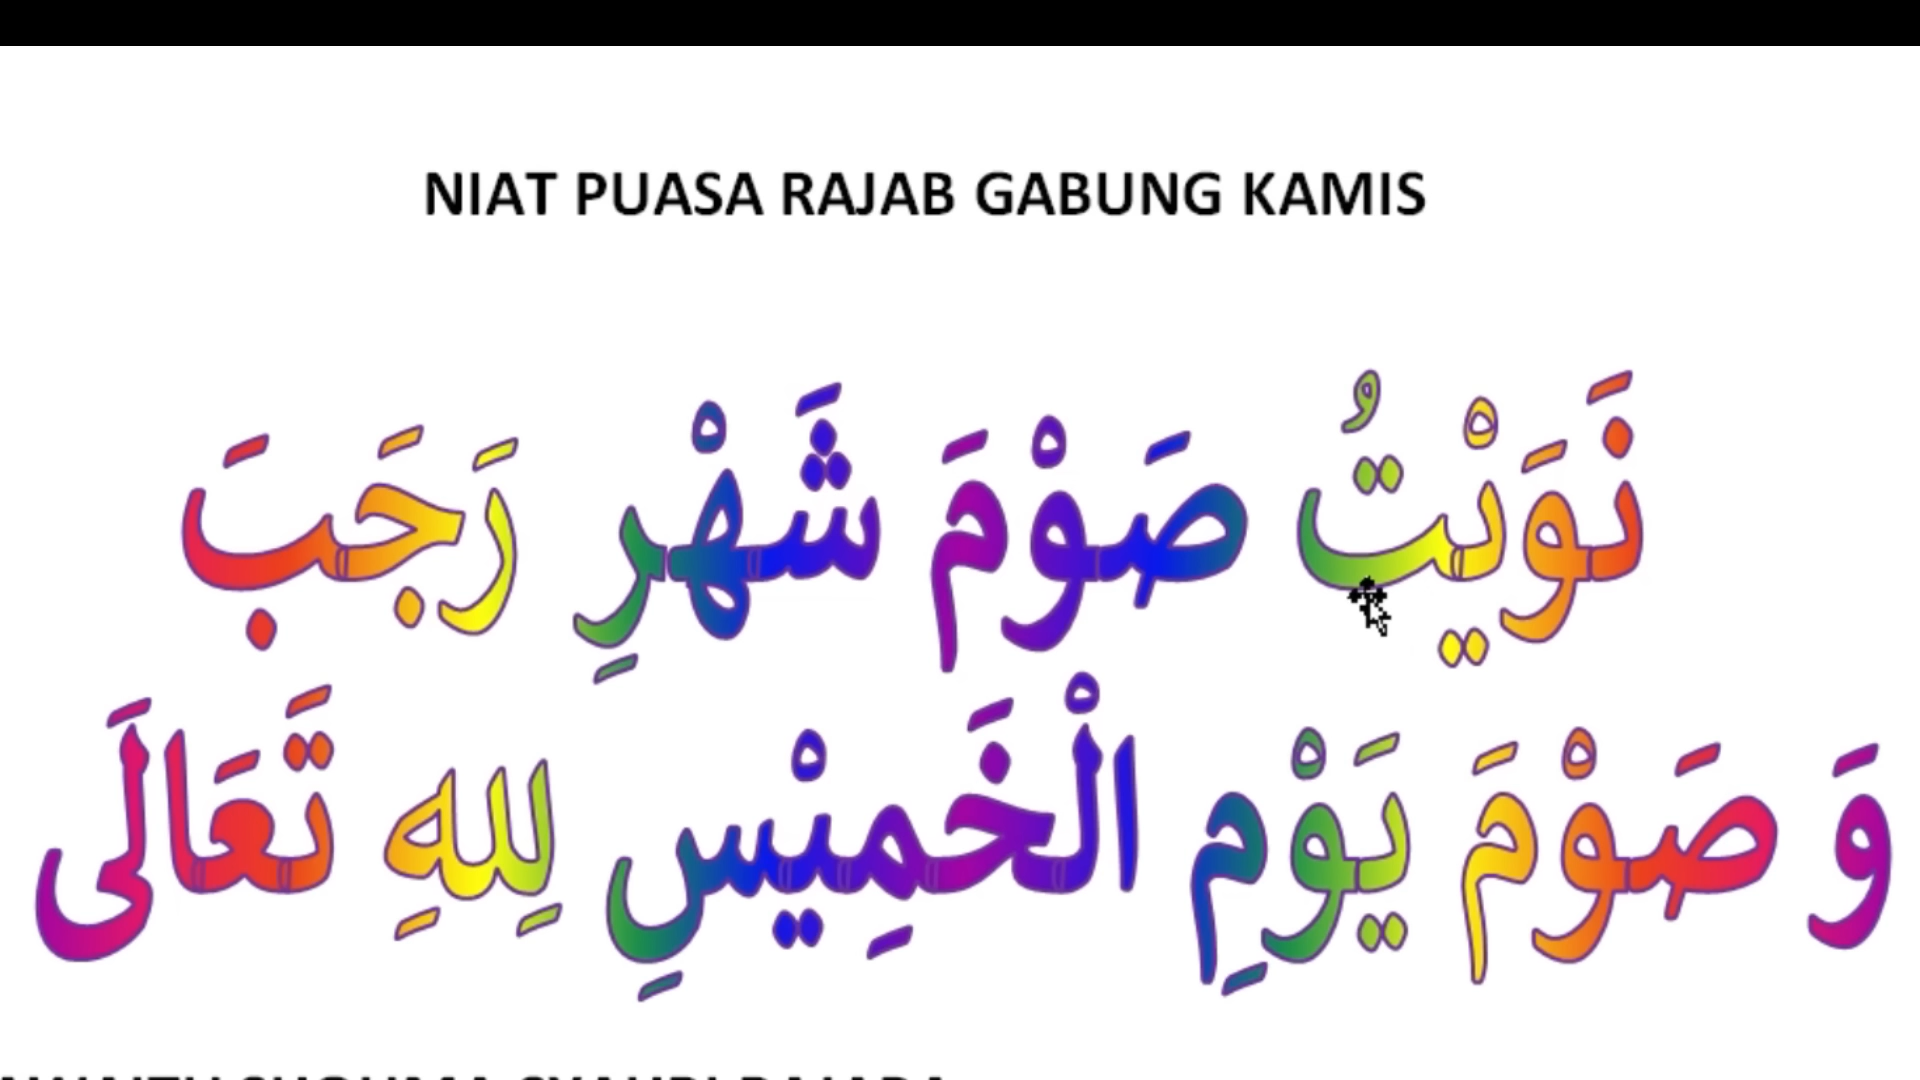 NIAT PUASA RAJAB GABUNG KAMIS
نَوَيْتُ صَوْمَ شَهْرِ رَجَبَ
وَ صَوْمَ يَوْمِ الْخَمِيْسِ لِلهِ تَعَالَى